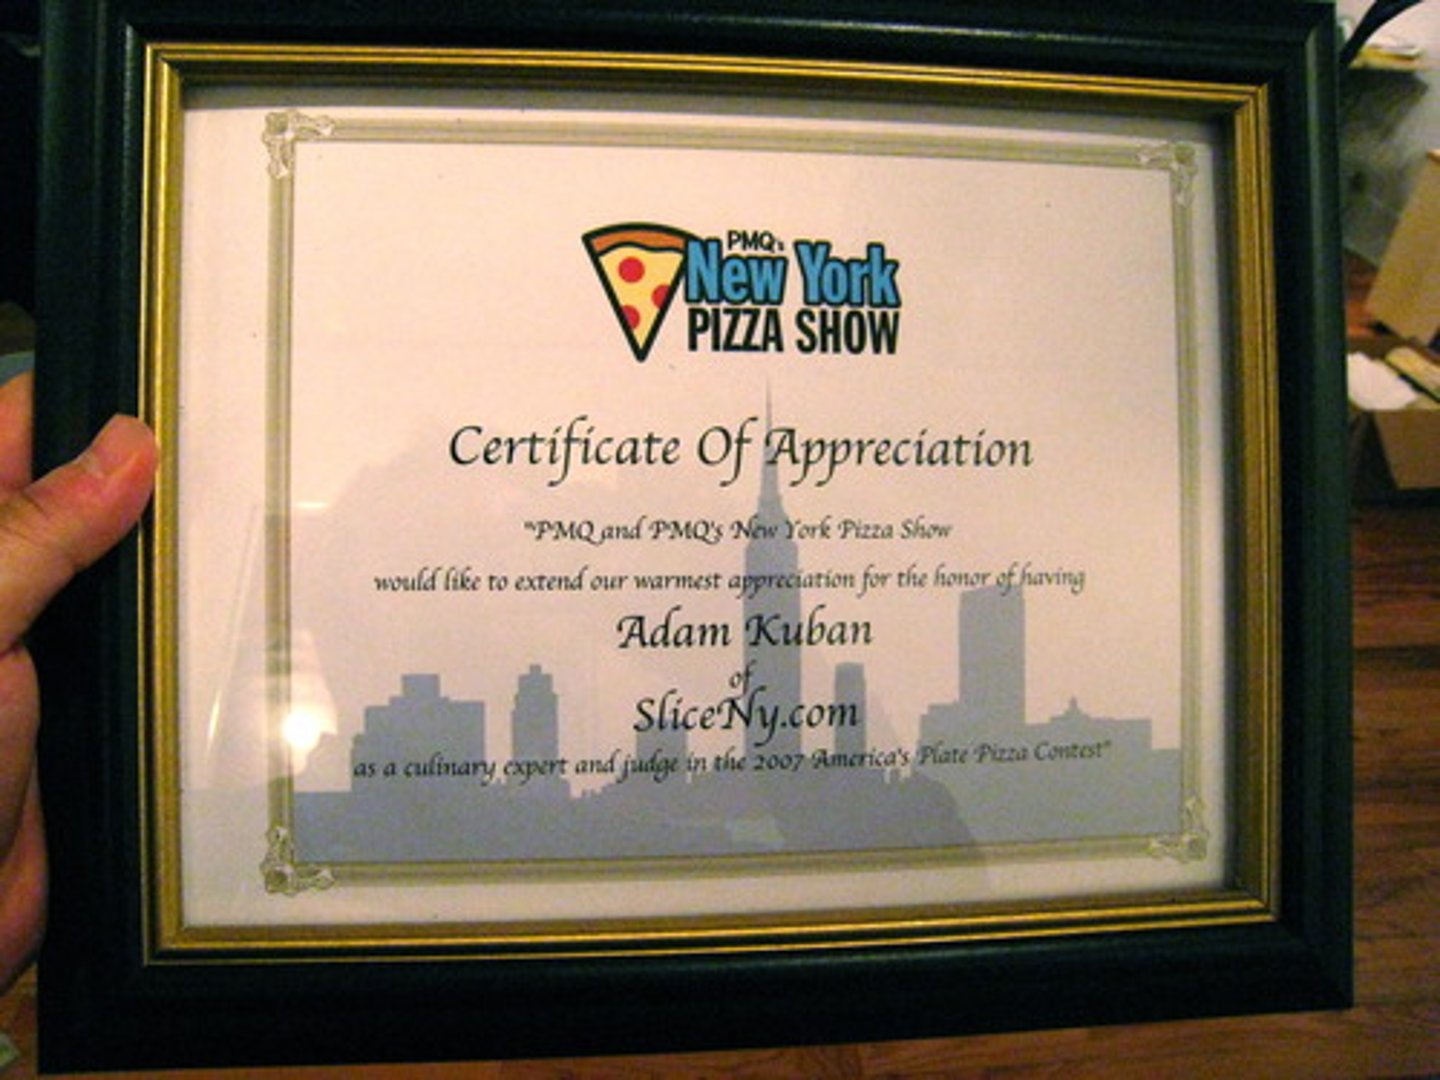 PMQ's
New York
PIZZA SHOW
Certificate Of Appreciation
"PMQ and PMQ's New York Pizza Show
would like to extend our warmest appreciation for the honor of having
Adam Kuban
of
SliceNy.com
as a culinary expert and judge in the 2007 America's Plate Pizza Contest"